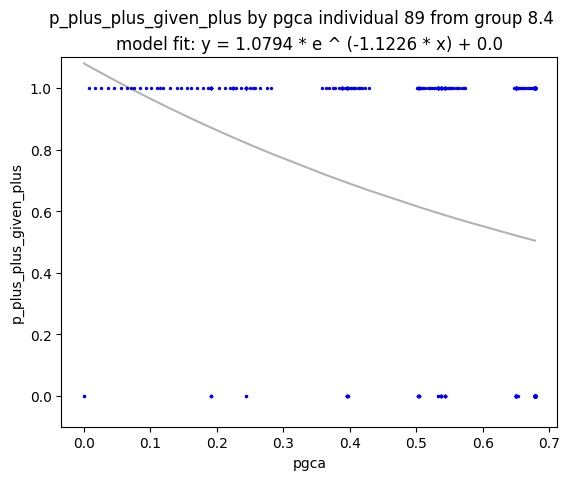 p_plus_plus_given_plus by pgca individual 89 from group 8.4
model fit: y = 1.0794 * e ^ (-1.1226 * x) + 0.0
1.0
0.8
0.6
0.4
0.2
0.0
p_plus_plus_given_plus
0.0 0.1 0.2 0.3 0.4 0.5 0.6 0.7
pgca